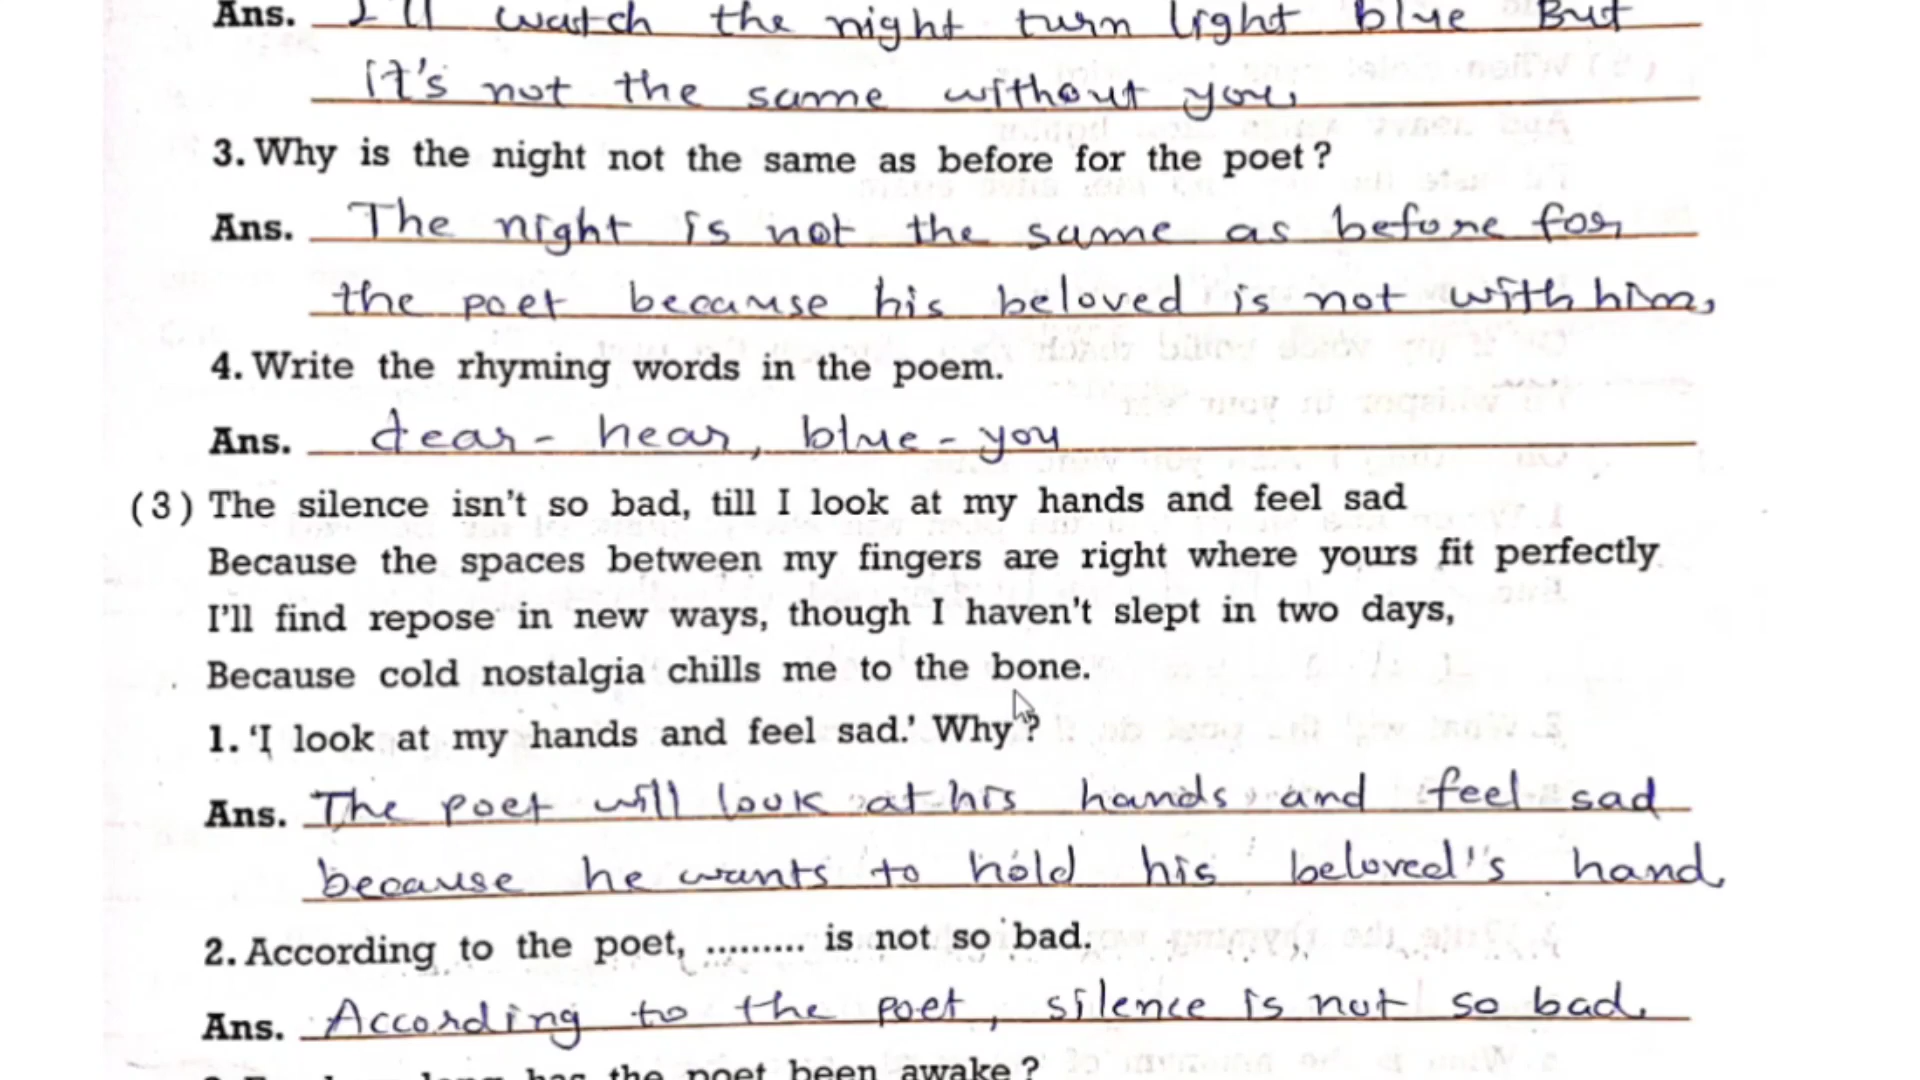 Ans. I'll watch the night turn light blue But
it's not the same without you.
3. Why is the night not the same as before for the poet?
Ans. The night is not the same as before for
the poet because his beloved is not with him.
4. Write the rhyming words in the poem.
Ans. dear - hear, blue - you
(3) The silence isn't so bad, till I look at my hands and feel sad
Because the spaces between my fingers are right where yours fit perfectly
I'll find repose in new ways, though I haven't slept in two days,
Because cold nostalgia chills me to the bone.
1. 'I look at my hands and feel sad.' Why?
Ans. The poet will look at his hands and feel sad
because he wants to hold his beloved's hand.
2. According to the poet, ......... is not so bad.
Ans. According to the poet, silence is not so bad.
long has the poet been awake?